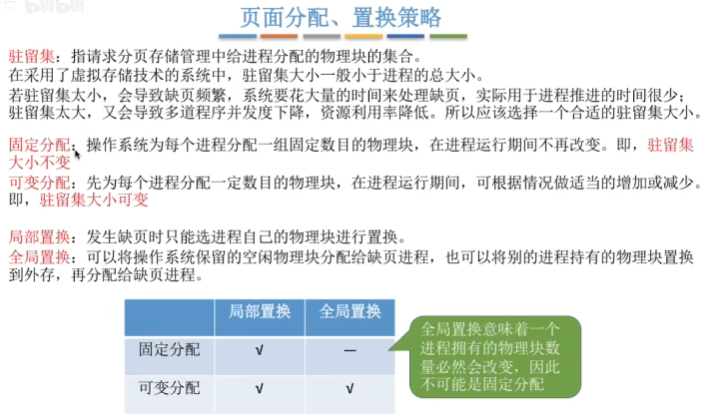 页面分配、置换策略
驻留集：指请求分页存储管理中给进程分配的物理块的集合。
在采用了虚拟存储技术的系统中，驻留集大小一般小于进程的总大小。
若驻留集太小，会导致缺页频繁，系统要花大量的时间来处理缺页，实际用于进程推进的时间很少；
驻留集太大，又会导致多道程序并发度下降，资源利用率降低。所以应该选择一个合适的驻留集大小。
固定分配：操作系统为每个进程分配一组固定数目的物理块，在进程运行期间不再改变。即，驻留集
大小不变
可变分配：先为每个进程分配一定数目的物理块，在进程运行期间，可根据情况做适当的增加或减少。
即，驻留集大小可变
局部置换：发生缺页时只能选进程自己的物理块进行置换。
全局置换：可以将操作系统保留的空闲物理块分配给缺页进程，也可以将别的进程持有的物理块置换
到外存，再分配给缺页进程。
局部置换 全局置换
固定分配 √ —
可变分配 √ √
全局置换意味着一个
进程拥有的物理块数
量必然会改变，因此
不可能是固定分配